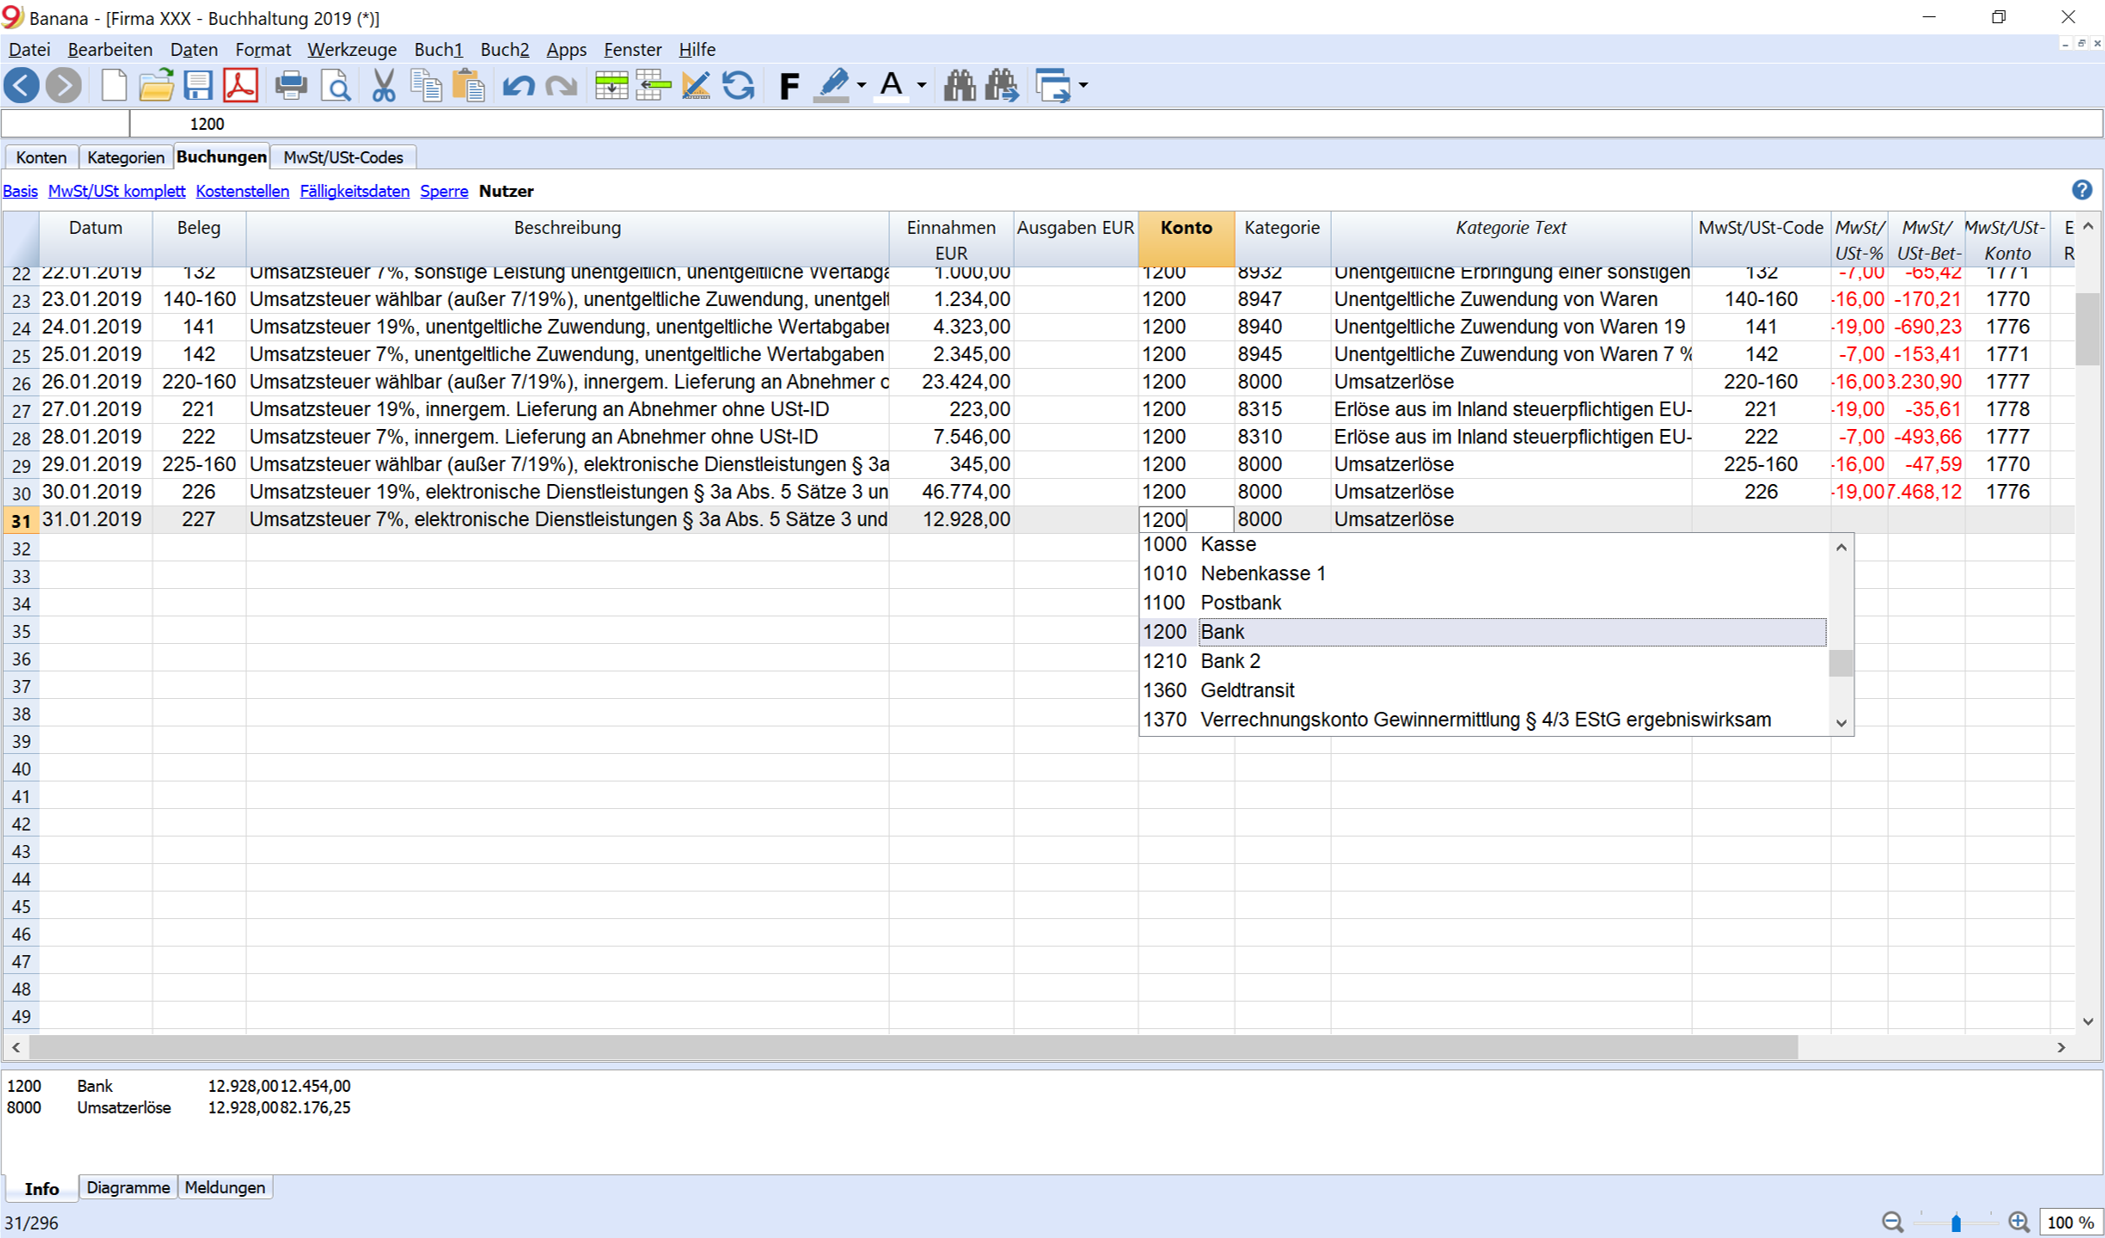 Banana - [Firma XXX - Buchhaltung 2019 (*)]
Datei Bearbeiten Daten Format Werkzeuge Buch1 Buch2 Apps Fenster Hilfe
F A
1200
Konten Kategorien Buchungen MwSt/USt-Codes
Basis MwSt/USt komplett Kostenstellen Fälligkeitsdaten Sperre Nutzer ?
Datum Beleg Beschreibung Einnahmen EUR Ausgaben EUR Konto Kategorie Kategorie Text MwSt/USt-Code MwSt/ USt-% MwSt/ USt-Bet- MwSt/USt- Konto E R
22 22.01.2019 132 Umsatzsteuer 7%, sonstige Leistung unentgeltlich, unentgeltliche Wertabga 1.000,00 1200 8932 Unentgeltliche Erbringung einer sonstigen 132 -7,00 -65,42 1771
23 23.01.2019 140-160 Umsatzsteuer wählbar (außer 7/19%), unentgeltliche Zuwendung, unentgelt 1.234,00 1200 8947 Unentgeltliche Zuwendung von Waren 140-160 -16,00 -170,21 1770
24 24.01.2019 141 Umsatzsteuer 19%, unentgeltliche Zuwendung, unentgeltliche Wertabgaben 4.323,00 1200 8940 Unentgeltliche Zuwendung von Waren 19 141 -19,00 -690,23 1776
25 25.01.2019 142 Umsatzsteuer 7%, unentgeltliche Zuwendung, unentgeltliche Wertabgaben 2.345,00 1200 8945 Unentgeltliche Zuwendung von Waren 7 % 142 -7,00 -153,41 1771
26 26.01.2019 220-160 Umsatzsteuer wählbar (außer 7/19%), innergem. Lieferung an Abnehmer o 23.424,00 1200 8000 Umsatzerlöse 220-160 -16,00 3.230,90 1777
27 27.01.2019 221 Umsatzsteuer 19%, innergem. Lieferung an Abnehmer ohne USt-ID 223,00 1200 8315 Erlöse aus im Inland steuerpflichtigen EU- 221 -19,00 -35,61 1778
28 28.01.2019 222 Umsatzsteuer 7%, innergem. Lieferung an Abnehmer ohne USt-ID 7.546,00 1200 8310 Erlöse aus im Inland steuerpflichtigen EU- 222 -7,00 -493,66 1777
29 29.01.2019 225-160 Umsatzsteuer wählbar (außer 7/19%), elektronische Dienstleistungen § 3a 345,00 1200 8000 Umsatzerlöse 225-160 -16,00 -47,59 1770
30 30.01.2019 226 Umsatzsteuer 19%, elektronische Dienstleistungen § 3a Abs. 5 Sätze 3 un 46.774,00 1200 8000 Umsatzerlöse 226 -19,00 7.468,12 1776
31 31.01.2019 227 Umsatzsteuer 7%, elektronische Dienstleistungen § 3a Abs. 5 Sätze 3 und 12.928,00 1200 8000 Umsatzerlöse
32
33
34
35
36
37
38
39
40
41
42
43
44
45
46
47
48
49
1000 Kasse
1010 Nebenkasse 1
1100 Postbank
1200 Bank
1210 Bank 2
1360 Geldtransit
1370 Verrechnungskonto Gewinnermittlung § 4/3 EStG ergebniswirksam
1200 Bank 12.928,00 12.454,00
8000 Umsatzerlöse 12.928,00 82.176,25
Info Diagramme Meldungen
31/296
100 %